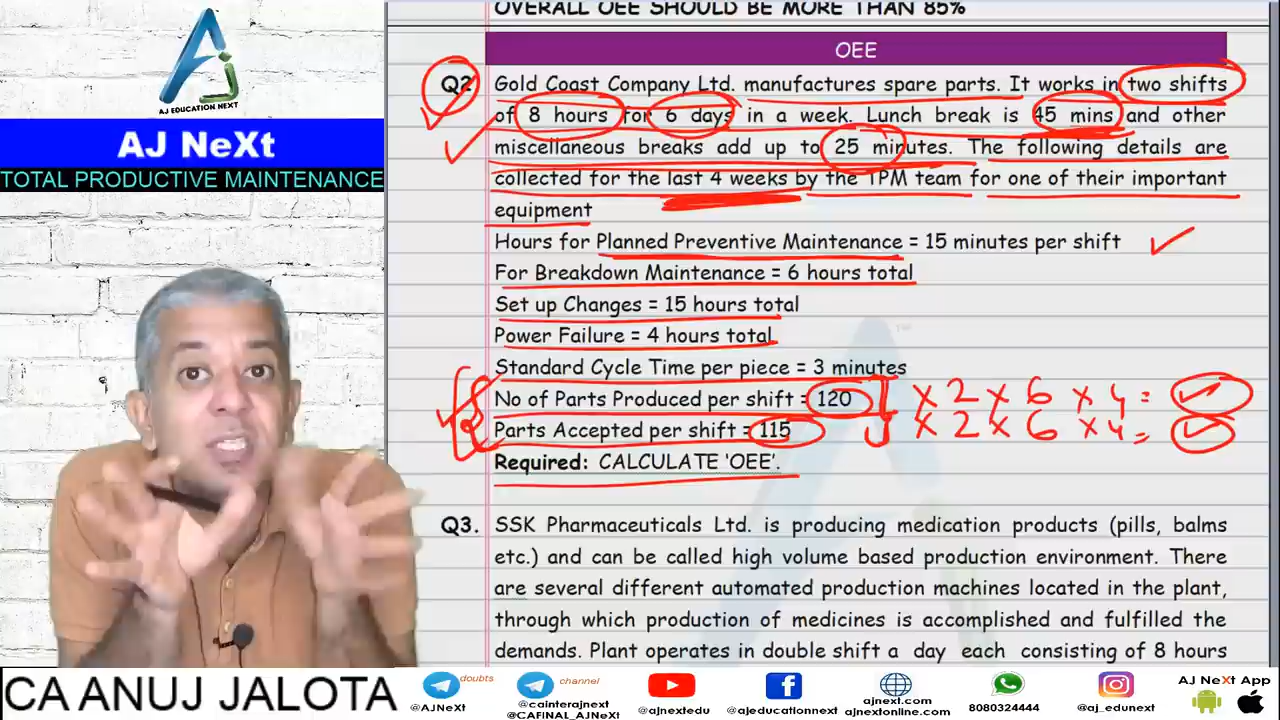 OVERALL OEE SHOULD BE MORE THAN 85%
AJ EDUCATION NEXT
AJ NeXt
TOTAL PRODUCTIVE MAINTENANCE
OEE
Q2 Gold Coast Company Ltd. manufactures spare parts. It works in two shifts
of 8 hours for 6 days in a week. Lunch break is 45 mins and other
miscellaneous breaks add up to 25 minutes. The following details are
collected for the last 4 weeks by the TPM team for one of their important
equipment
Hours for Planned Preventive Maintenance = 15 minutes per shift
For Breakdown Maintenance = 6 hours total
Set up Changes = 15 hours total
Power Failure = 4 hours total
Standard Cycle Time per piece = 3 minutes
No of Parts Produced per shift = 120 × 2 × 6 × 4 =
Parts Accepted per shift = 115 × 2 × 6 × 4 =
Required: CALCULATE 'OEE'.
Q3. SSK Pharmaceuticals Ltd. is producing medication products (pills, balms
etc.) and can be called high volume based production environment. There
are several different automated production machines located in the plant,
through which production of medicines is accomplished and fulfilled the
demands. Plant operates in double shift a day each consisting of 8 hours
CA ANUJ JALOTA
doubts
@AJNeXt
channel
@cainterajnext
@CAFINAL_AJNeXt
@ajnextedu
@ajeducationnext
ajnext.com
ajnextonline.com
8080324444
@aj_edunext
AJ NeXt App